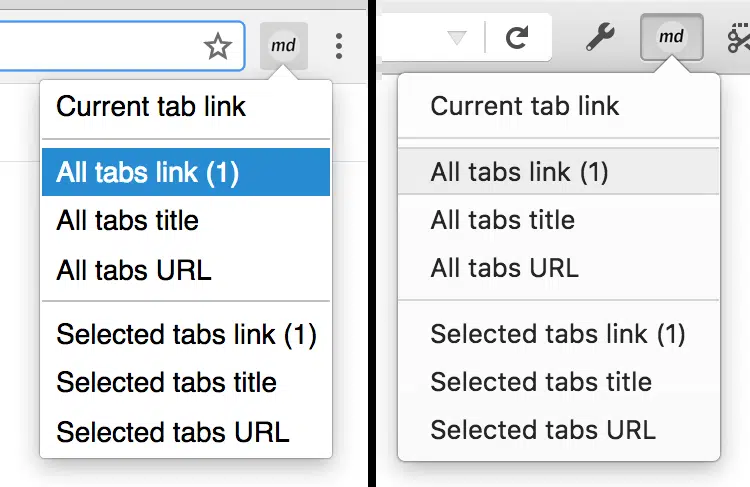 md
Current tab link
All tabs link (1)
All tabs title
All tabs URL
Selected tabs link (1)
Selected tabs title
Selected tabs URL
md
Current tab link
All tabs link (1)
All tabs title
All tabs URL
Selected tabs link (1)
Selected tabs title
Selected tabs URL